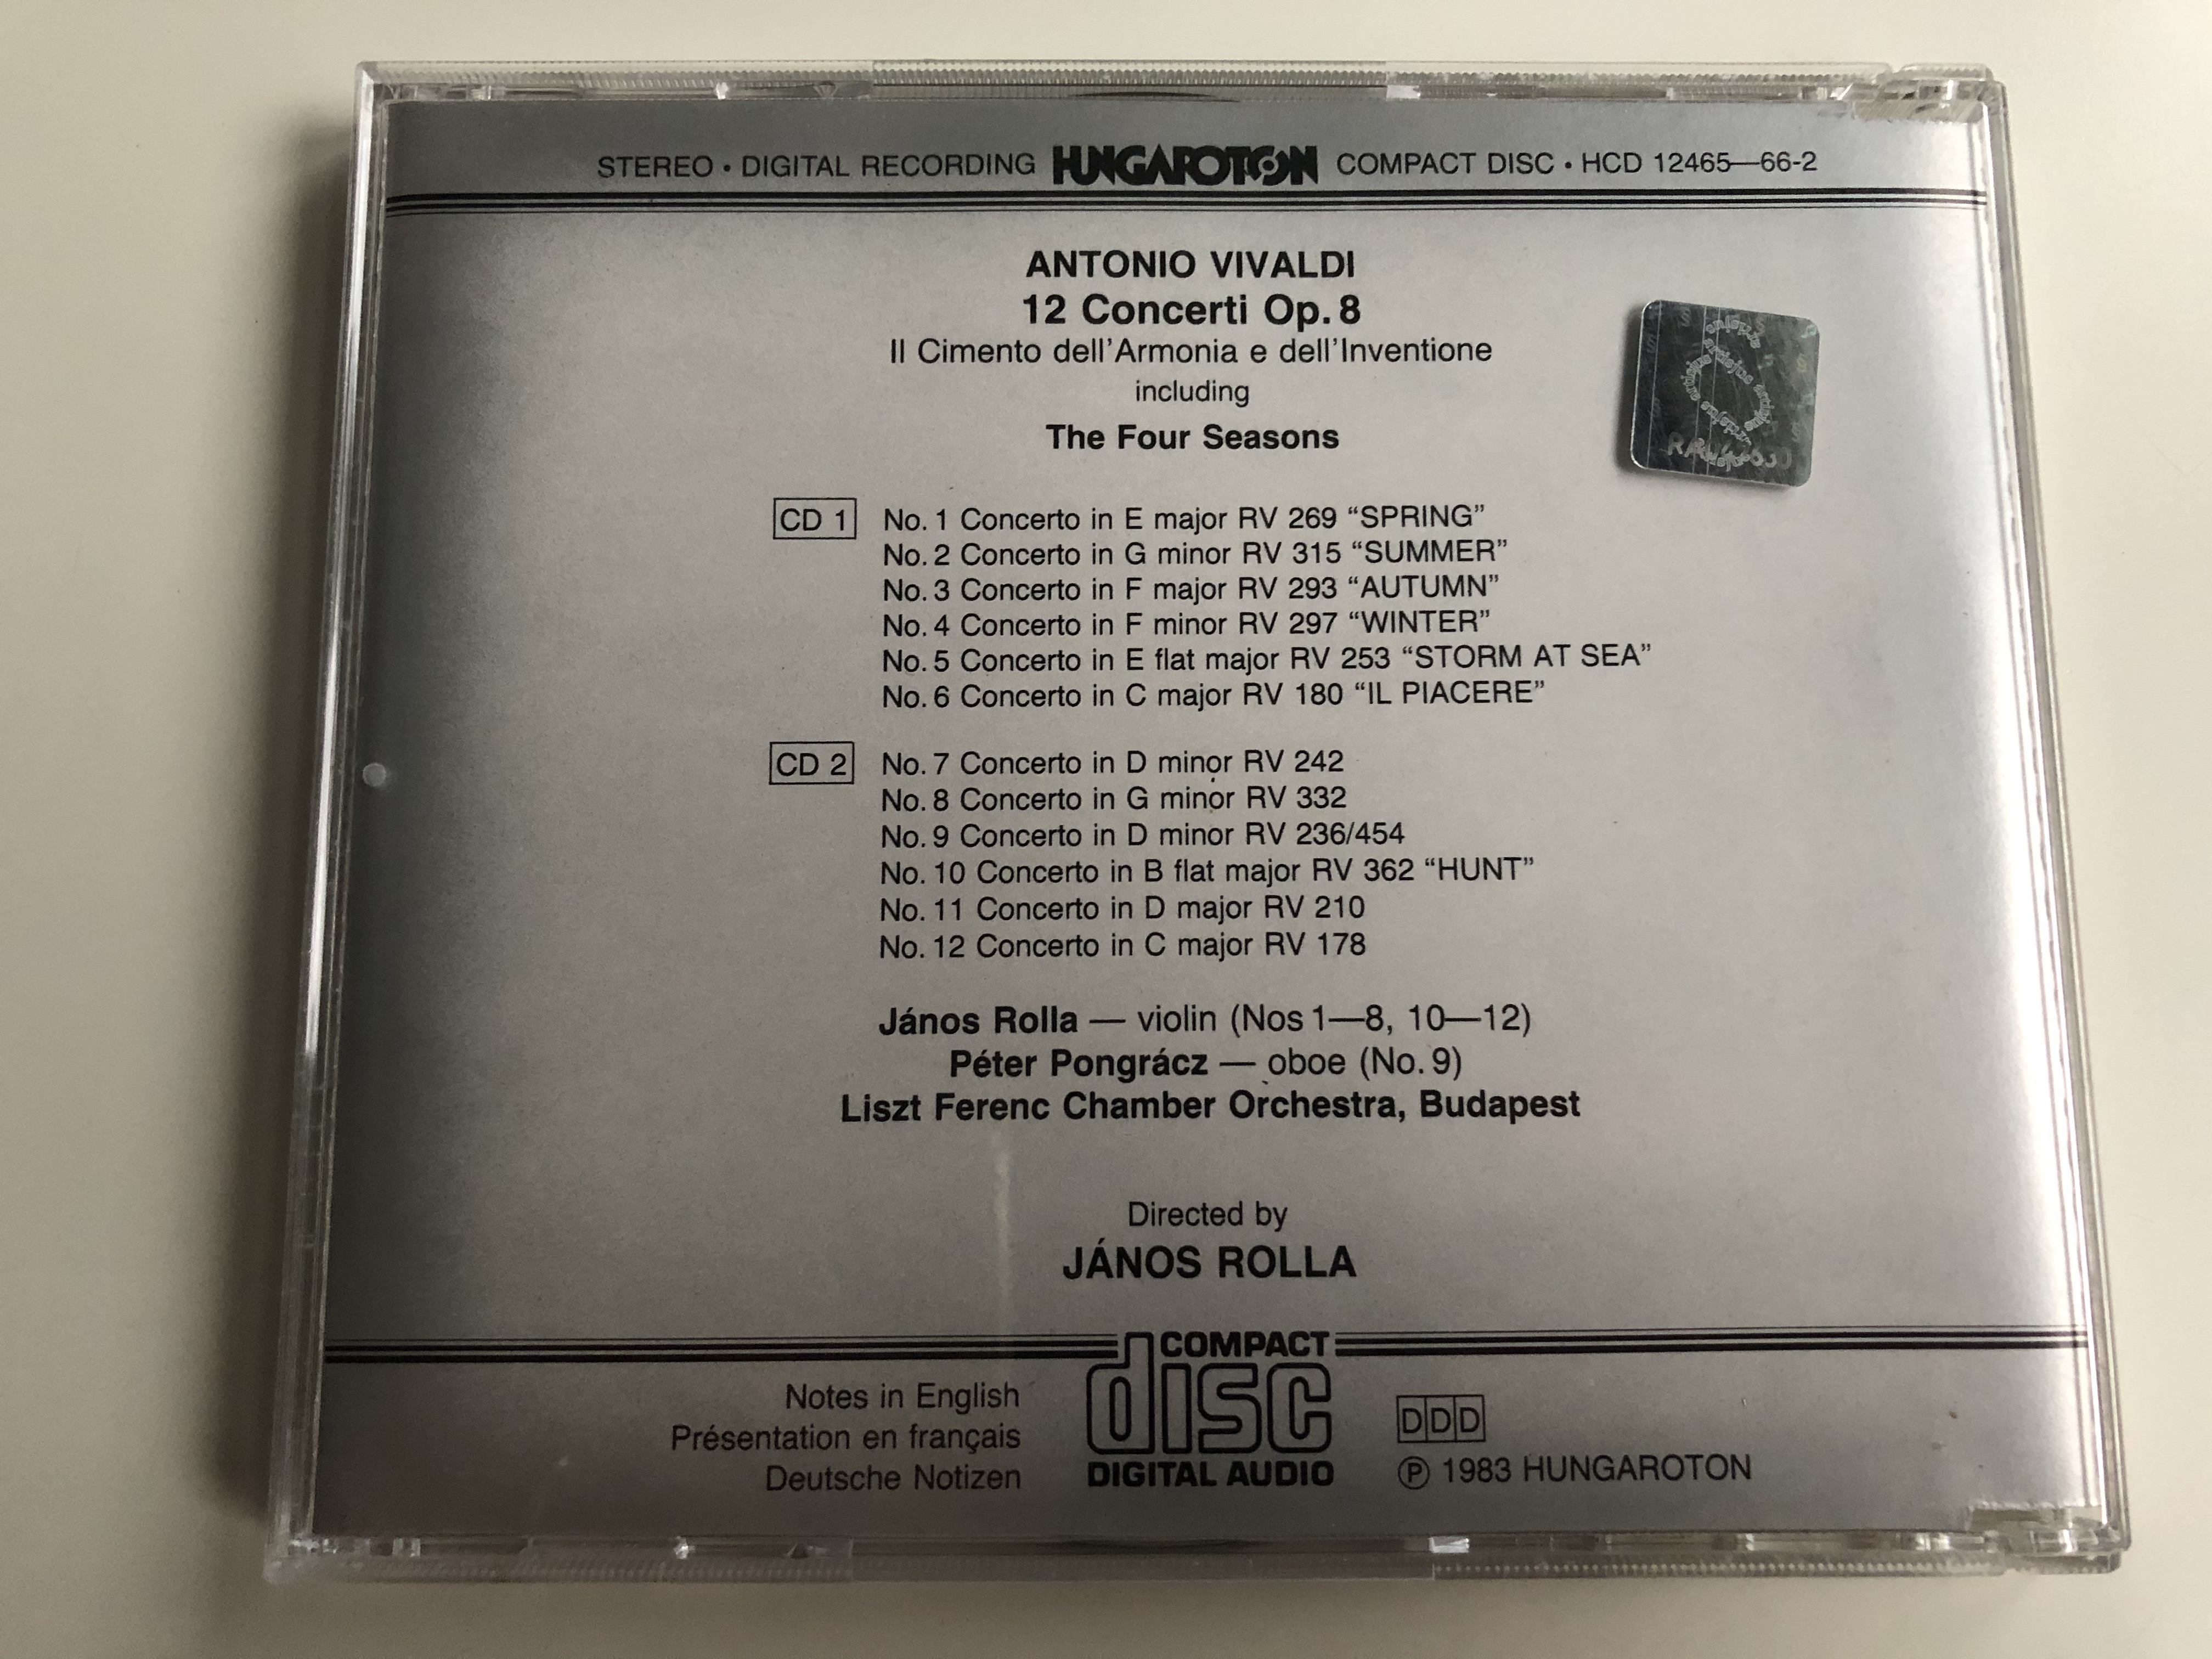 STEREO • DIGITAL RECORDING HUNGAROTON COMPACT DISC • HCD 12465—66-2
ANTONIO VIVALDI
12 Concerti Op. 8
Il Cimento dell'Armonia e dell'Inventione
including
The Four Seasons
CD 1 No. 1 Concerto in E major RV 269 “SPRING”
No. 2 Concerto in G minor RV 315 “SUMMER”
No. 3 Concerto in F major RV 293 “AUTUMN”
No. 4 Concerto in F minor RV 297 “WINTER”
No. 5 Concerto in E flat major RV 253 “STORM AT SEA”
No. 6 Concerto in C major RV 180 “IL PIACERE”
CD 2 No. 7 Concerto in D minor RV 242
No. 8 Concerto in G minor RV 332
No. 9 Concerto in D minor RV 236/454
No. 10 Concerto in B flat major RV 362 “HUNT”
No. 11 Concerto in D major RV 210
No. 12 Concerto in C major RV 178
János Rolla — violin (Nos 1—8, 10—12)
Péter Pongrácz — oboe (No. 9)
Liszt Ferenc Chamber Orchestra, Budapest
Directed by
JÁNOS ROLLA
Notes in English
Présentation en français
Deutsche Notizen
COMPACT
disc
DIGITAL AUDIO
DDD
Ⓟ 1983 HUNGAROTON